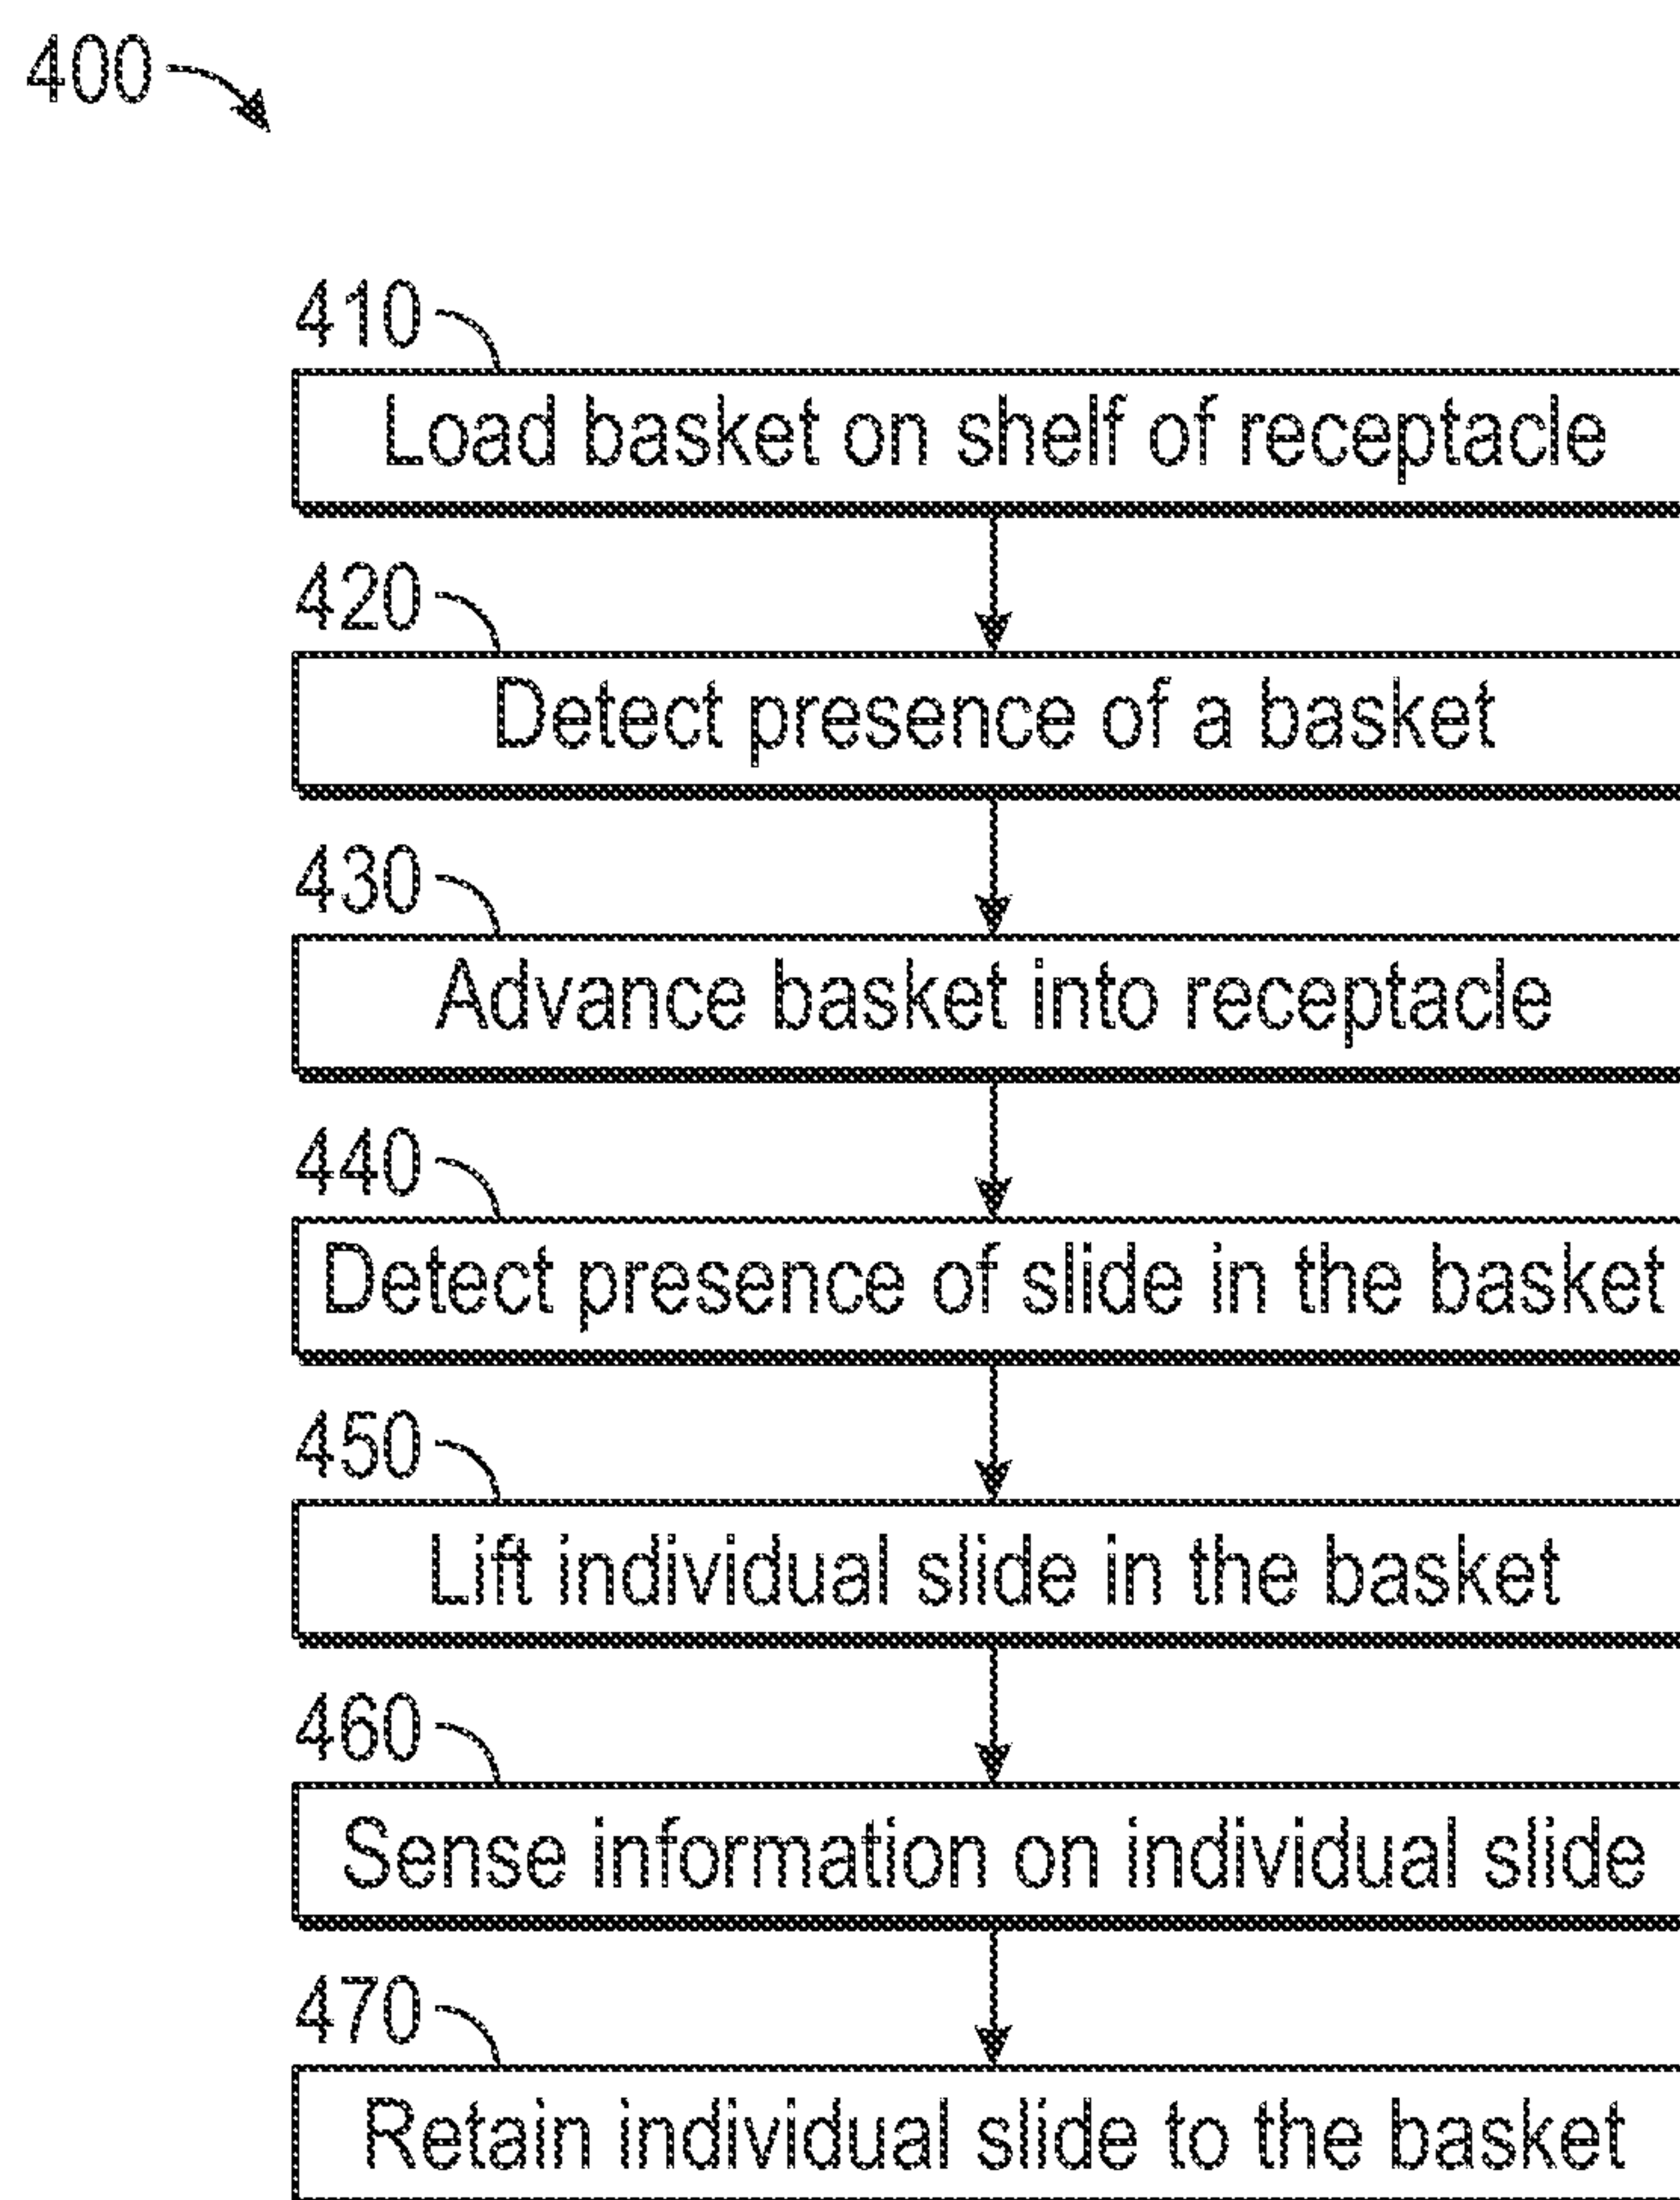 400
410
Load basket on shelf of receptacle
420
Detect presence of a basket
430
Advance basket into receptacle
440
Detect presence of slide in the basket
450
Lift individual slide in the basket
460
Sense information on individual slide
470
Retain individual slide to the basket